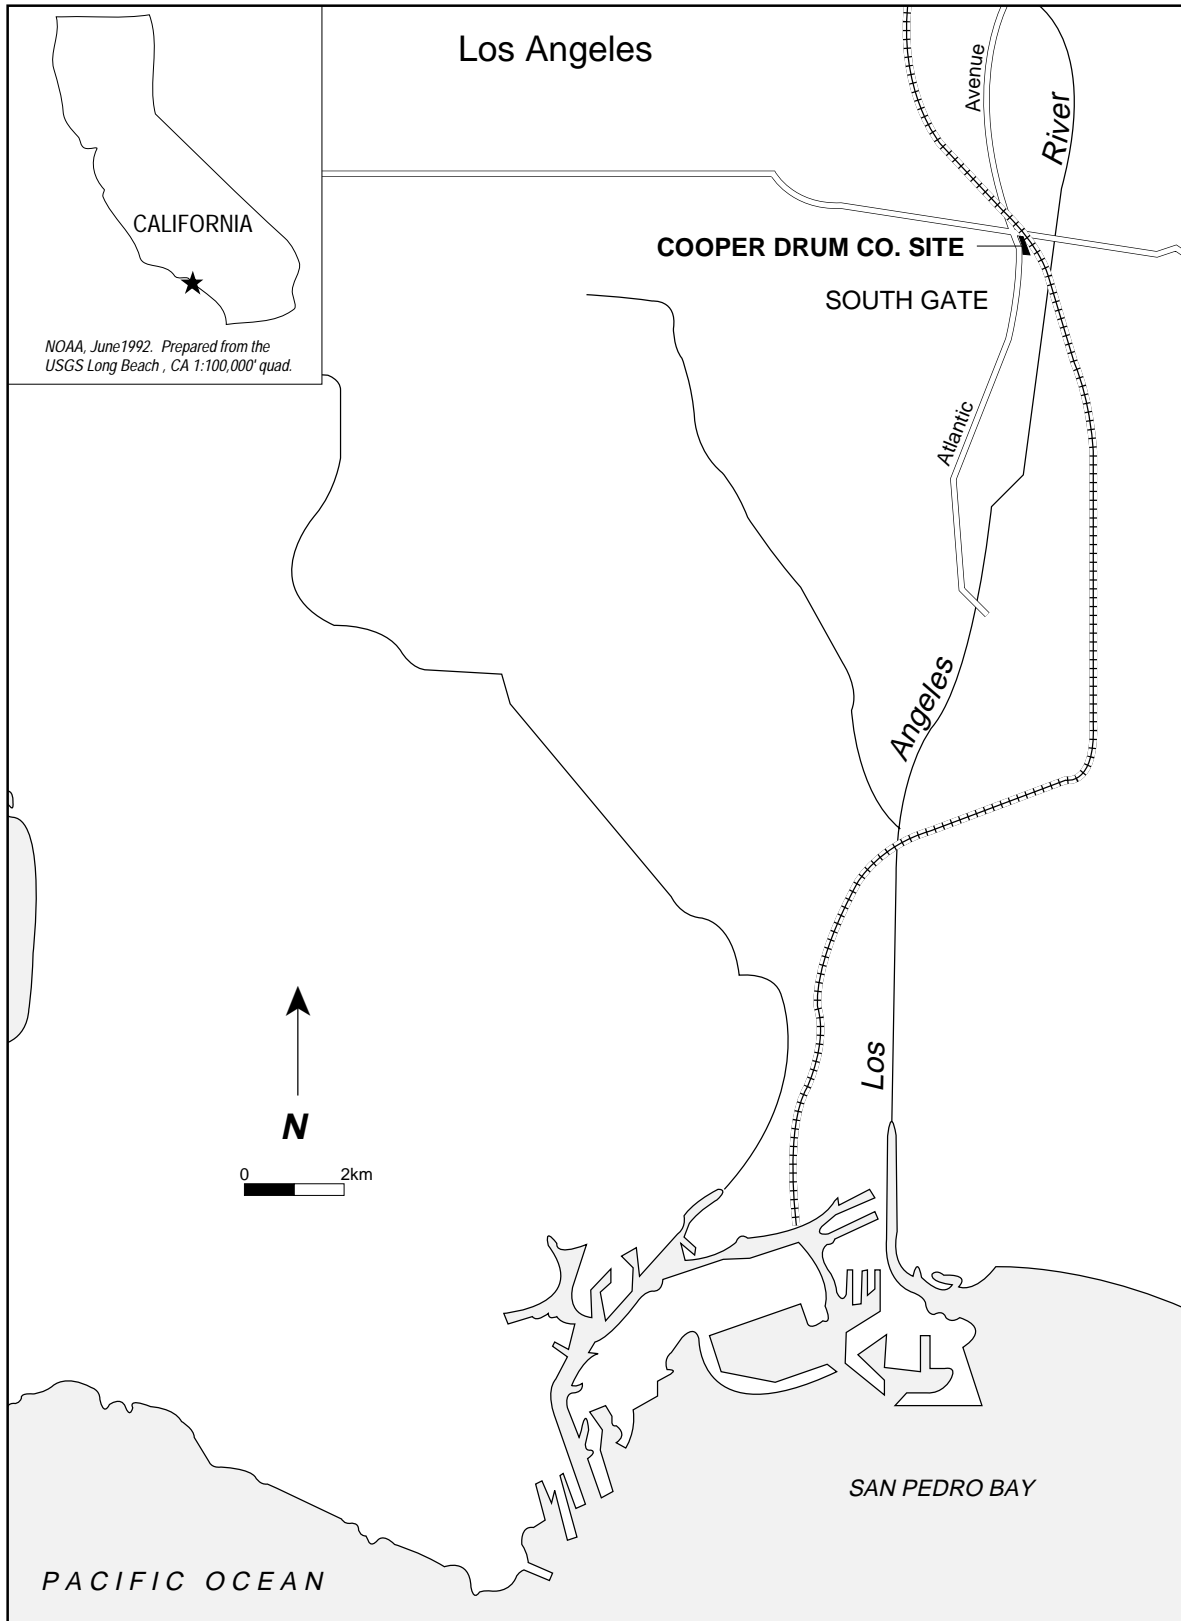 Los Angeles
Avenue
River
CALIFORNIA
COOPER DRUM CO. SITE
SOUTH GATE
NOAA, June1992. Prepared from the
USGS Long Beach , CA 1:100,000' quad.
Atlantic
Angeles
Los
N
0 2km
SAN PEDRO BAY
PACIFIC OCEAN